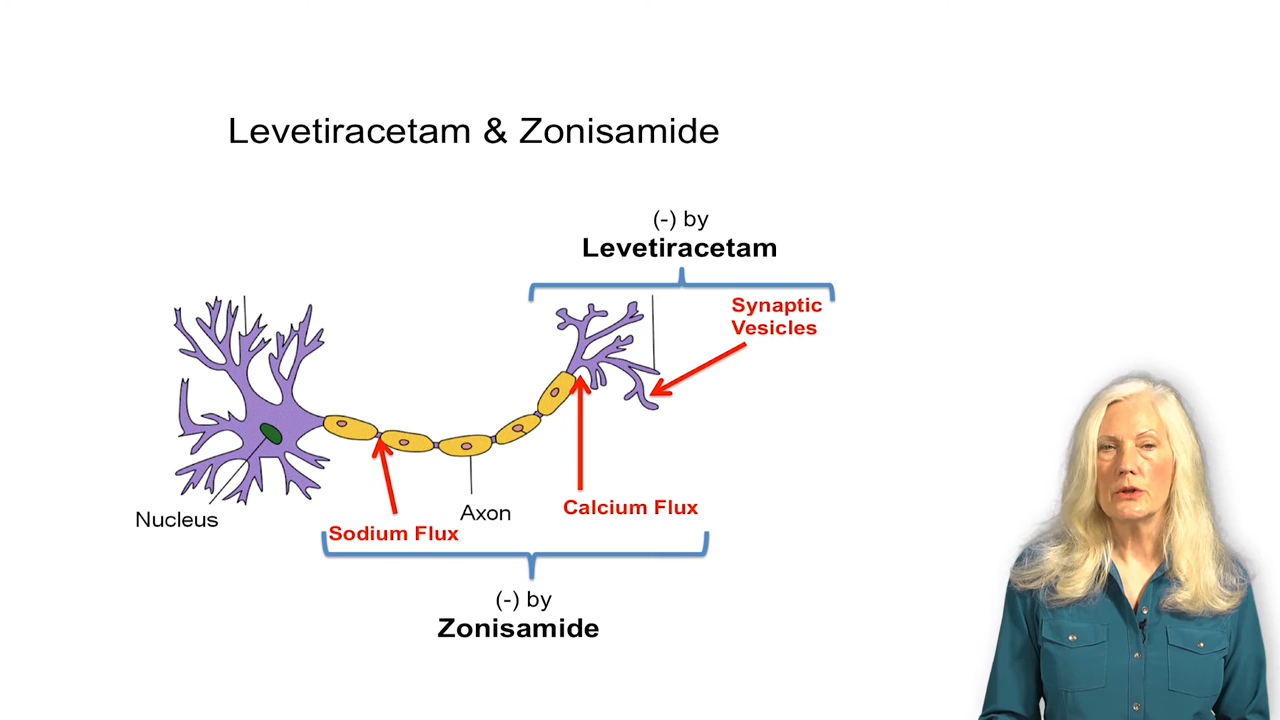 Levetiracetam & Zonisamide
(-) by
Levetiracetam
Synaptic
Vesicles
Nucleus
Sodium Flux
Axon
Calcium Flux
(-) by
Zonisamide